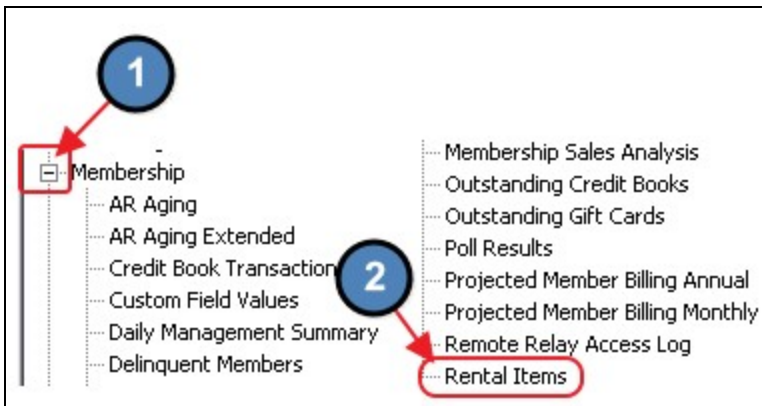 1
Membership
AR Aging
AR Aging Extended
Credit Book Transaction
Custom Field Values
Daily Management Summary
Delinquent Members
Membership Sales Analysis
Outstanding Credit Books
Outstanding Gift Cards
Poll Results
2
Projected Member Billing Annual
Projected Member Billing Monthly
Remote Relay Access Log
Rental Items